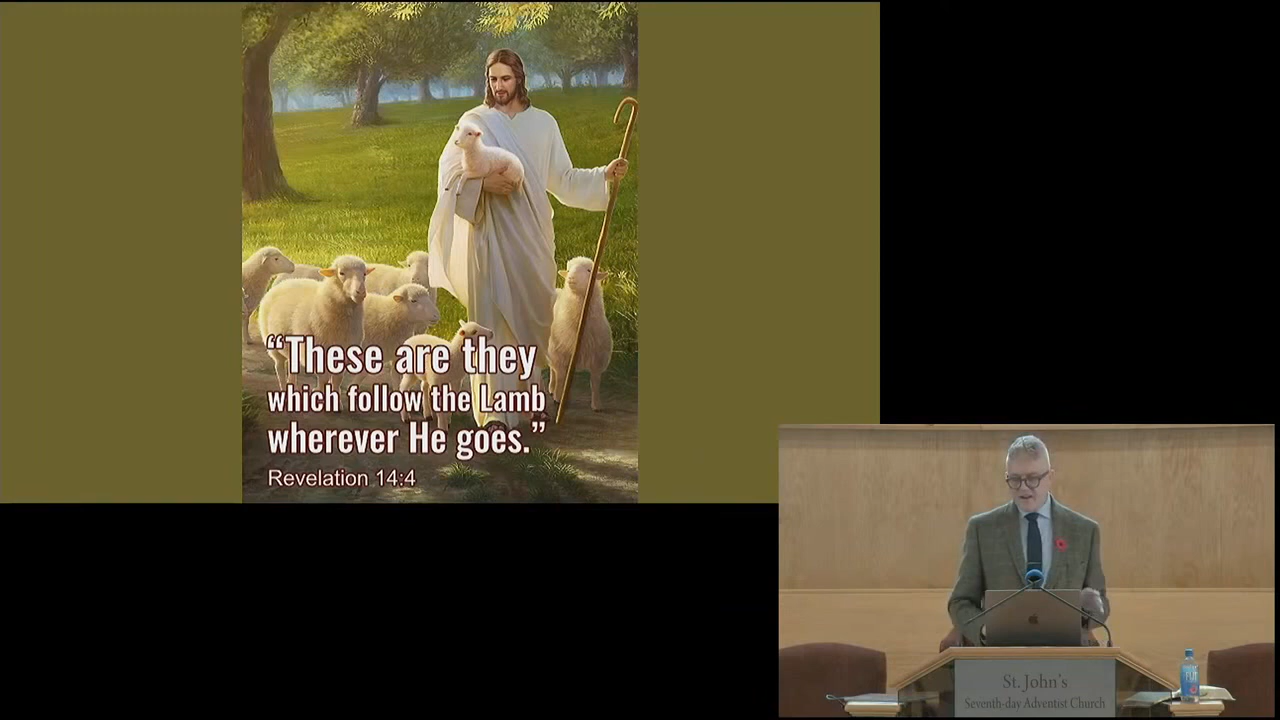 “These are they
which follow the Lamb
wherever He goes.”
Revelation 14:4
St. John's
Seventh-day Adventist Church